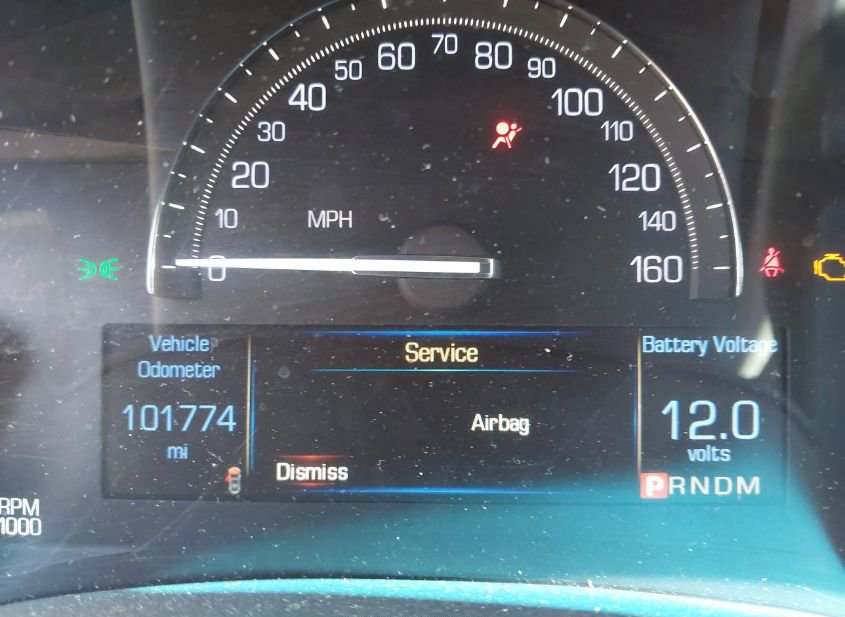 70
60 80
50 90
40 100
30 110
20 120
10 MPH 140
0 160
Vehicle
Odometer
101774
mi
Service
Airbag
Dismiss
Battery Voltage
12.0
volts
PRNDM
RPM
1000